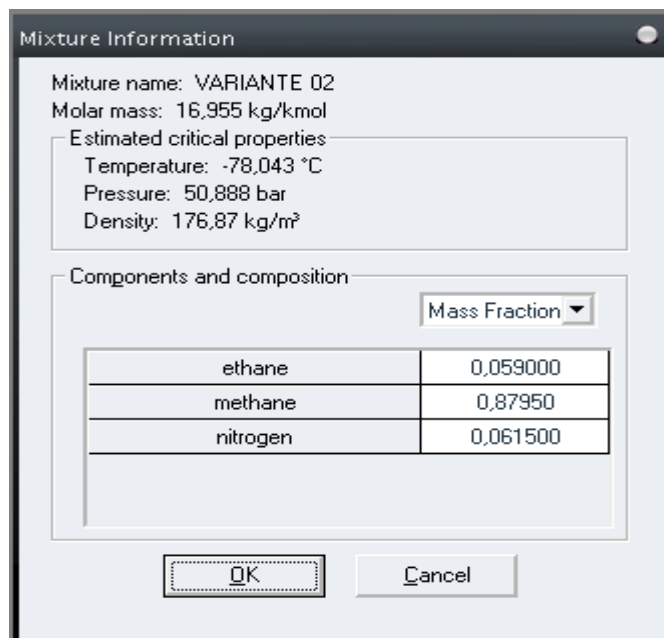 Mixture Information
Mixture name: VARIANTE 02
Molar mass: 16,955 kg/kmol
Estimated critical properties
Temperature: -78,043 °C
Pressure: 50,888 bar
Density: 176,87 kg/m³
Components and composition
Mass Fraction
ethane 0,059000
methane 0,87950
nitrogen 0,061500
OK Cancel